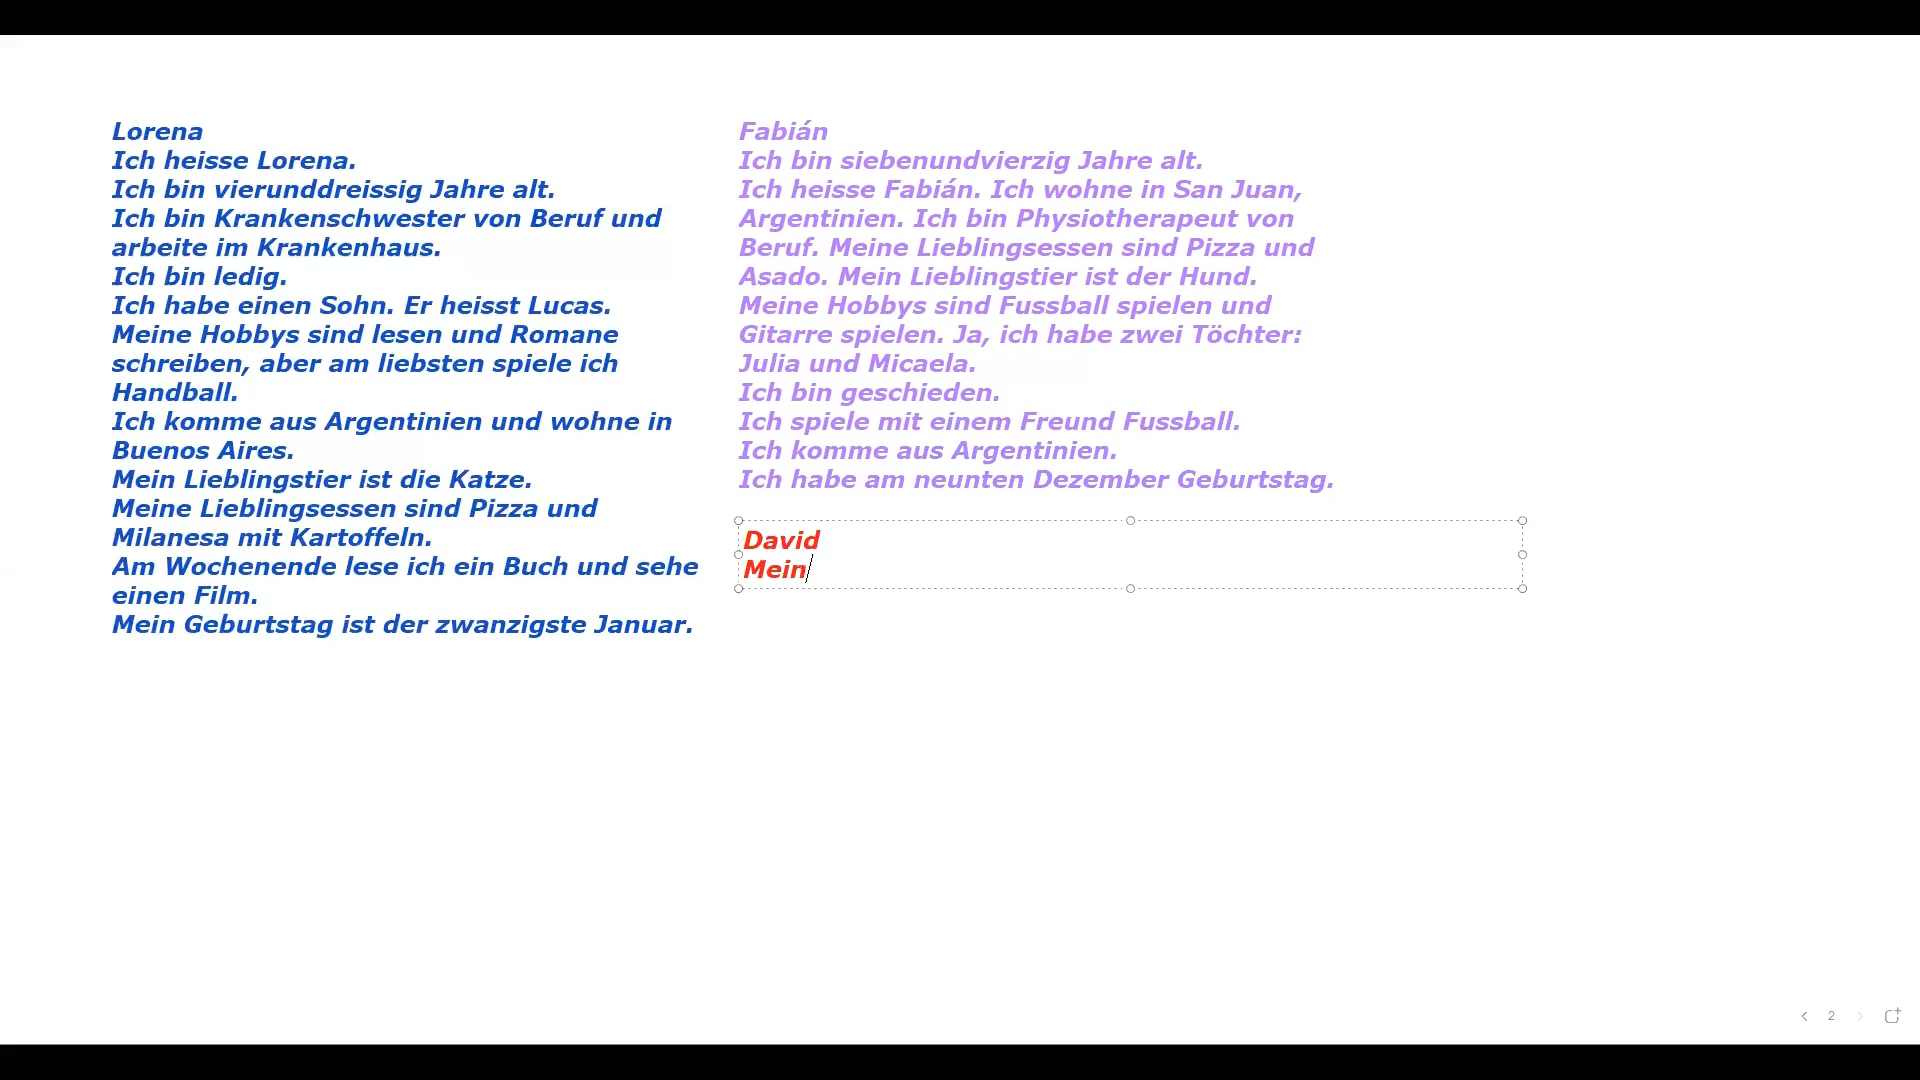 Lorena
Ich heisse Lorena.
Ich bin vierunddreissig Jahre alt.
Ich bin Krankenschwester von Beruf und
arbeite im Krankenhaus.
Ich bin ledig.
Ich habe einen Sohn. Er heisst Lucas.
Meine Hobbys sind lesen und Romane
schreiben, aber am liebsten spiele ich
Handball.
Ich komme aus Argentinien und wohne in
Buenos Aires.
Mein Lieblingstier ist die Katze.
Meine Lieblingsessen sind Pizza und
Milanesa mit Kartoffeln.
Am Wochenende lese ich ein Buch und sehe
einen Film.
Mein Geburtstag ist der zwanzigste Januar.
Fabián
Ich bin siebenundvierzig Jahre alt.
Ich heisse Fabián. Ich wohne in San Juan,
Argentinien. Ich bin Physiotherapeut von
Beruf. Meine Lieblingsessen sind Pizza und
Asado. Mein Lieblingstier ist der Hund.
Meine Hobbys sind Fussball spielen und
Gitarre spielen. Ja, ich habe zwei Töchter:
Julia und Micaela.
Ich bin geschieden.
Ich spiele mit einem Freund Fussball.
Ich komme aus Argentinien.
Ich habe am neunten Dezember Geburtstag.
David
Mein
2